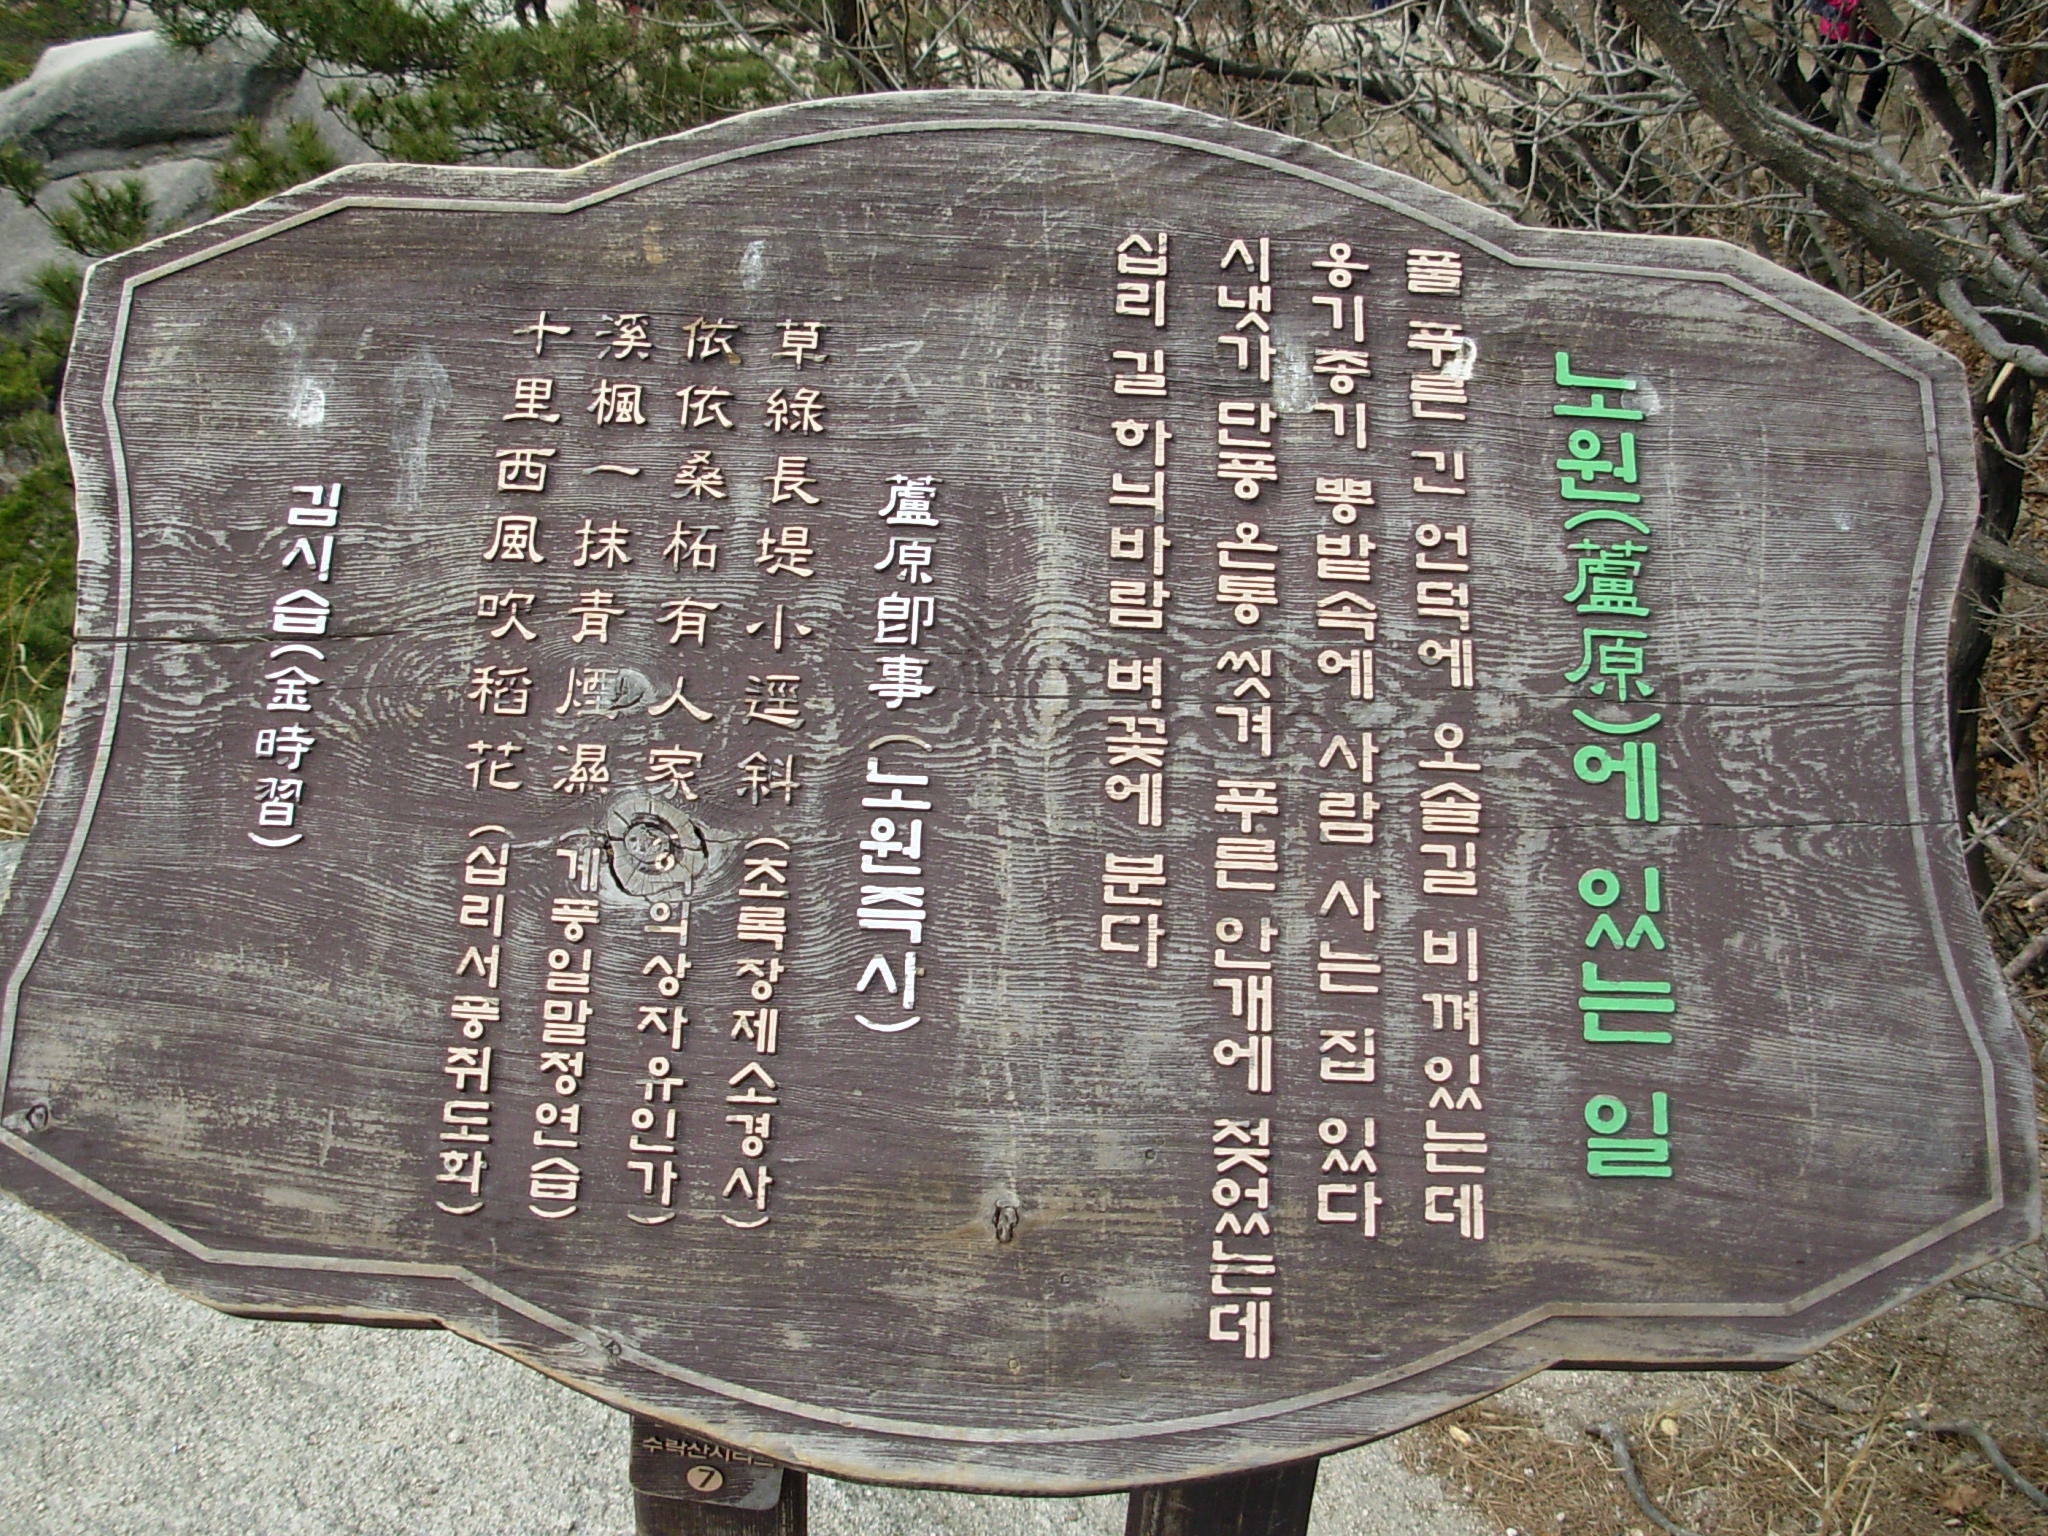 노원(蘆原)에 있는 일
풀 푸른 긴 언덕에 오솔길 비껴있는데
옹기종기 뽕밭속에 사람 사는 집 있다
시냇가 단풍 온통 씻겨 푸른 안개에 젖었는데
십리 길 하늬바람 벼꽃에 분다
蘆原卽事 (노원즉사)
草綠長堤小逕斜 (초록장제소경사)
依依桑柘有人家 의의상자유인가)
溪楓一抹靑煙濕 계풍일말청연습)
十里西風吹稻花 (십리서풍취도화)
김시습(金時習)
수락산시리즈
7